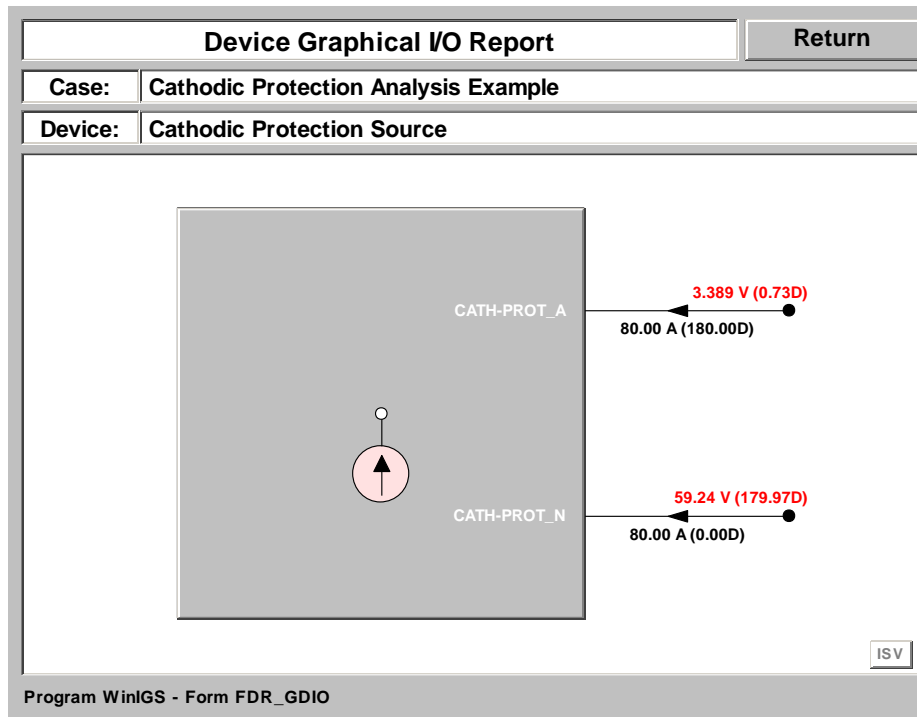 Device Graphical I/O Report
Return
Case:
Cathodic Protection Analysis Example
Device:
Cathodic Protection Source
3.389 V (0.73D)
CATH-PROT_A
80.00 A (180.00D)
59.24 V (179.97D)
CATH-PROT_N
80.00 A (0.00D)
ISV
Program WinIGS - Form FDR_GDIO